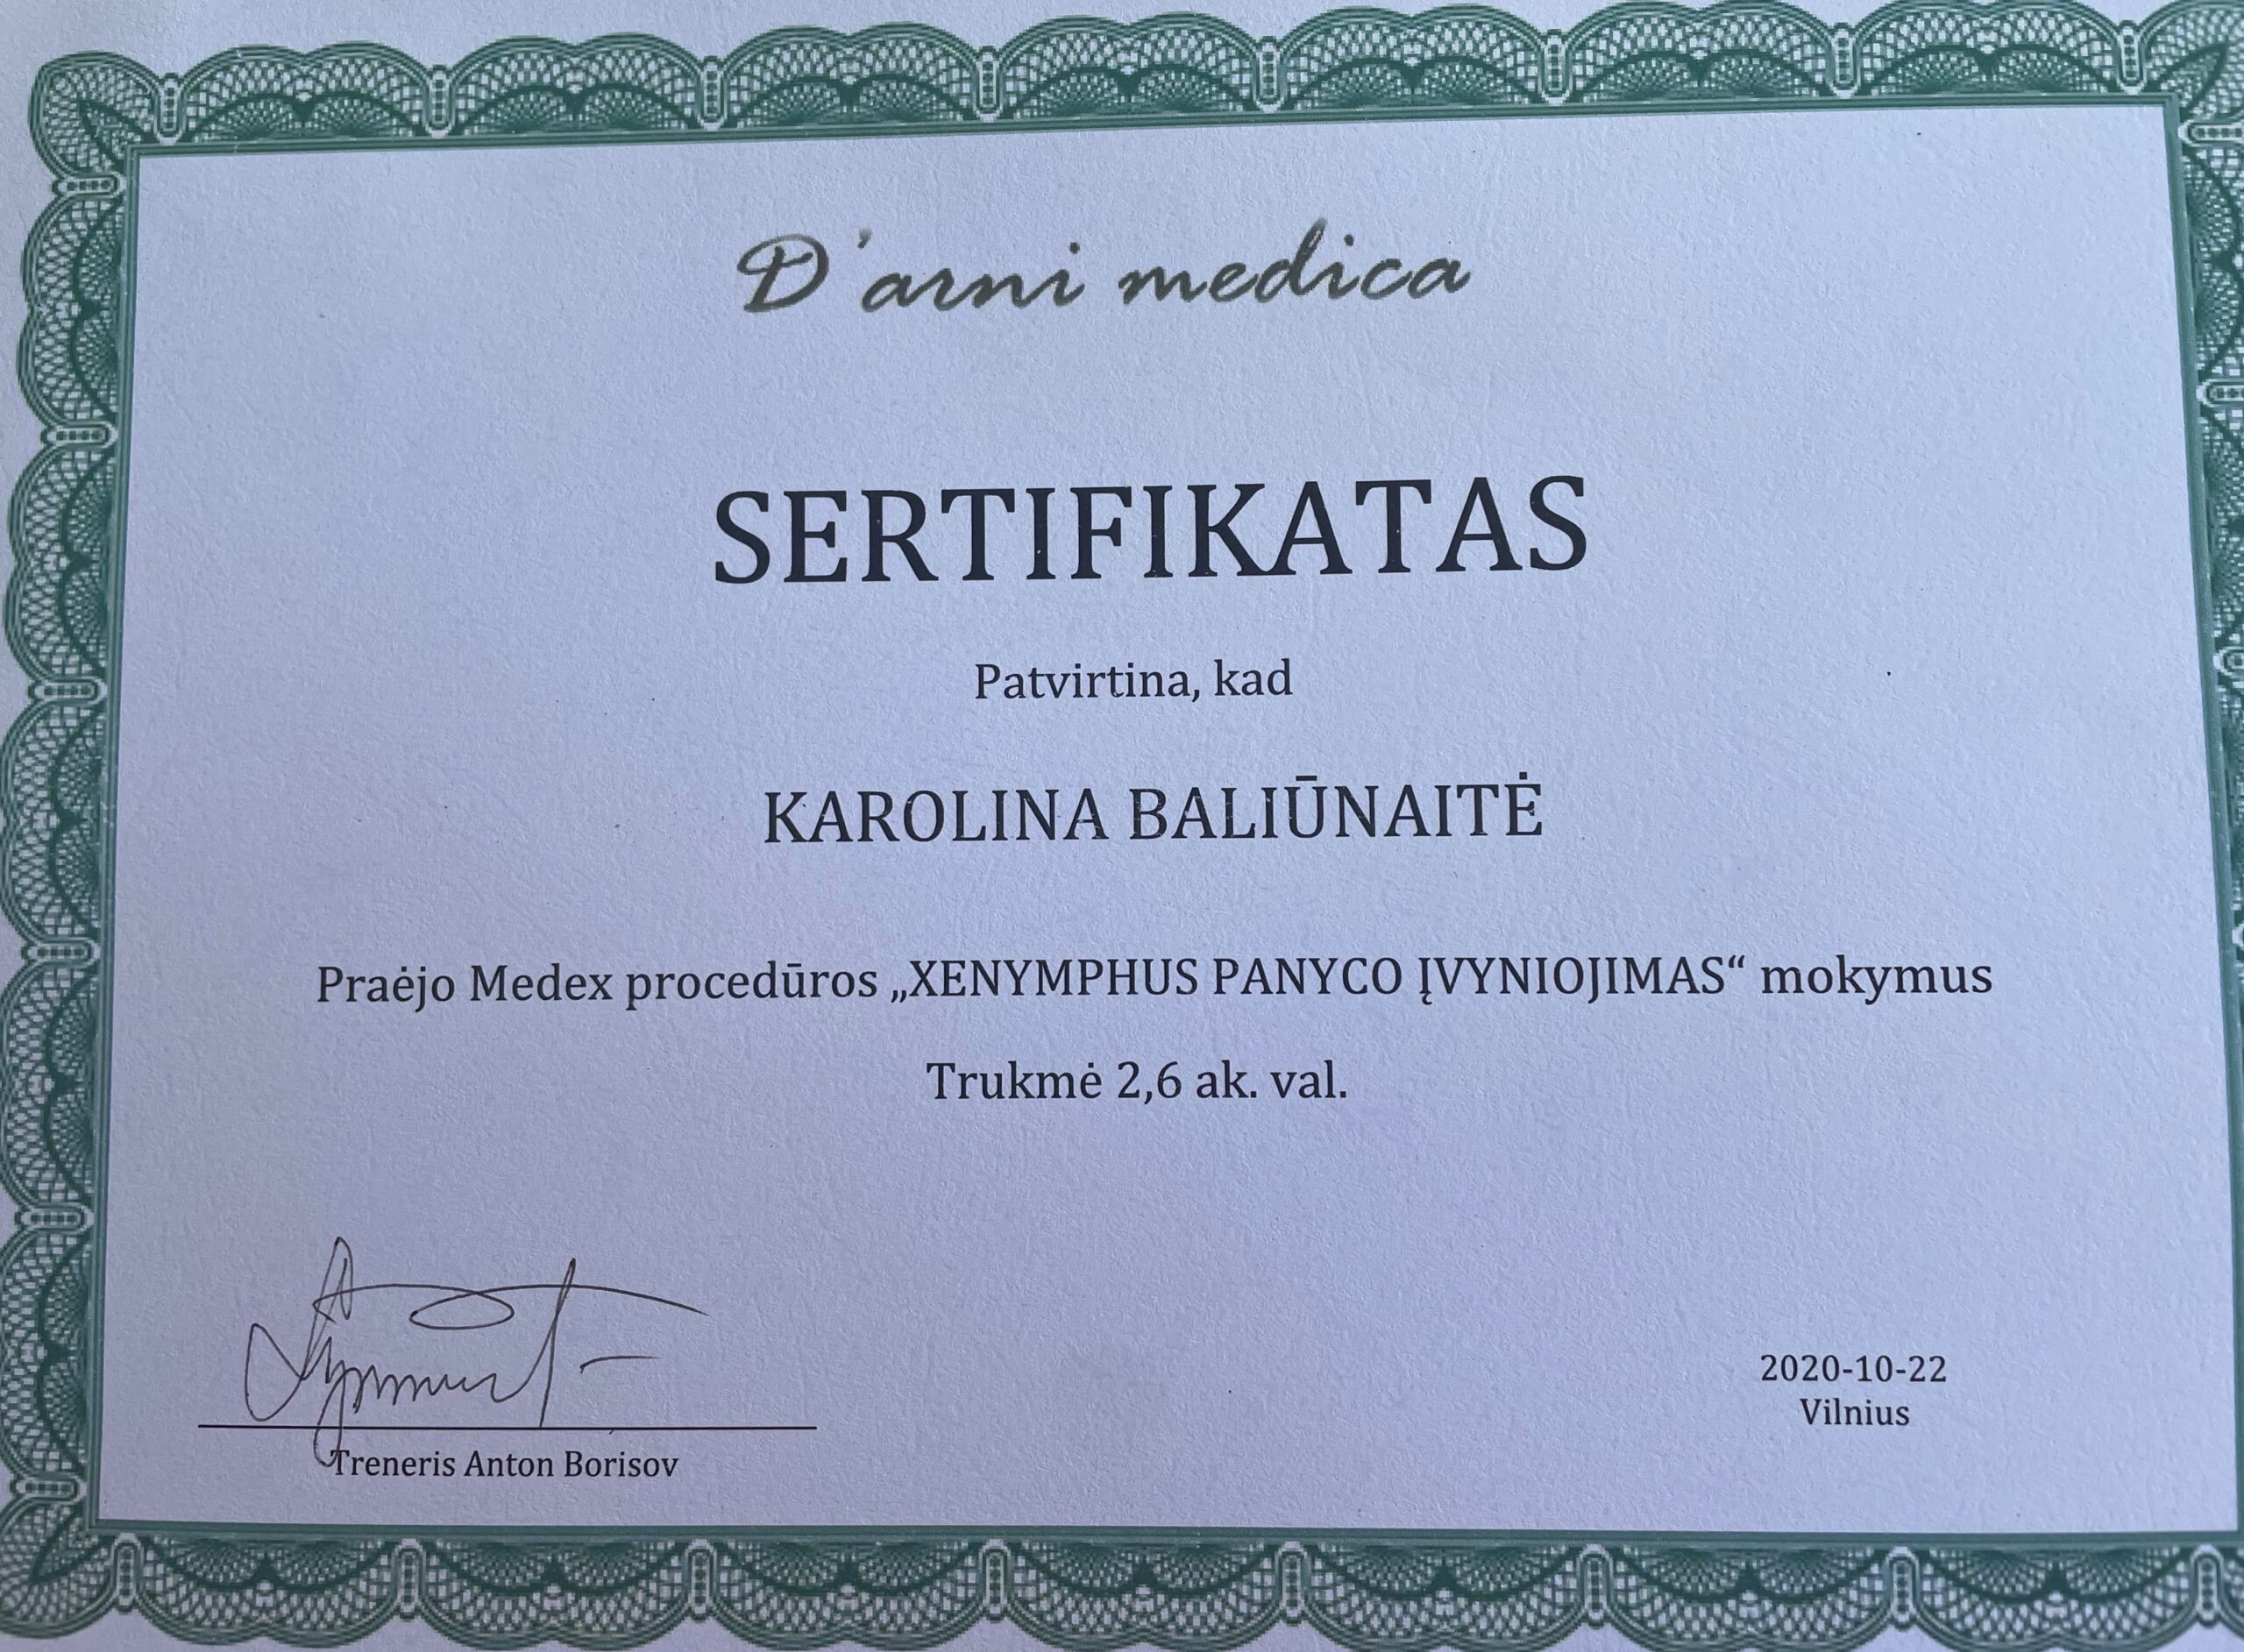 D'arni medica
SERTIFIKATAS
Patvirtina, kad
KAROLINA BALIŪNAITĖ
Praėjo Medex procedūros „XENYMPHUS PANYCO ĮVYNIOJIMAS“ mokymus
Trukmė 2,6 ak. val.
Treneris Anton Borisov
2020-10-22
Vilnius